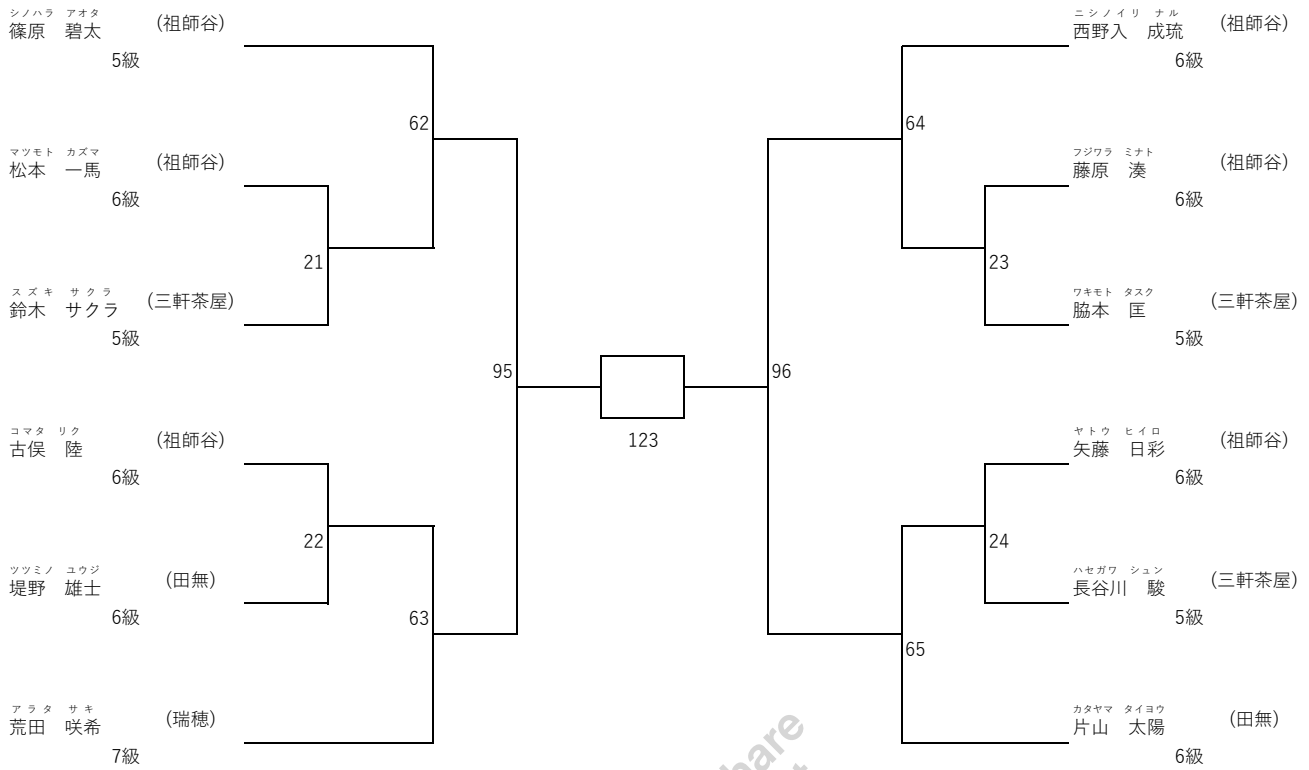 シノハラ　アオタ
篠原　碧太　(祖師谷)
5級
マツモト　カズマ
松本　一馬　(祖師谷)
6級
スズキ　サクラ
鈴木　サクラ　(三軒茶屋)
5級
コマタ　リク
古俣　陸　(祖師谷)
6級
ツツミノ　ユウジ
堤野　雄士　(田無)
6級
アラタ　サキ
荒田　咲希　(瑞穂)
7級
62
21
95
22
63
123
96
64
23
24
65
ニシノイリ　ナル
西野入　成琉　(祖師谷)
6級
フジワラ　ミナト
藤原　湊　(祖師谷)
6級
ワキモト　タスク
脇本　匡　(三軒茶屋)
5級
ヤトウ　ヒイロ
矢藤　日彩　(祖師谷)
6級
ハセガワ　シュン
長谷川　駿　(三軒茶屋)
5級
カタヤマ　タイヨウ
片山　太陽　(田無)
6級